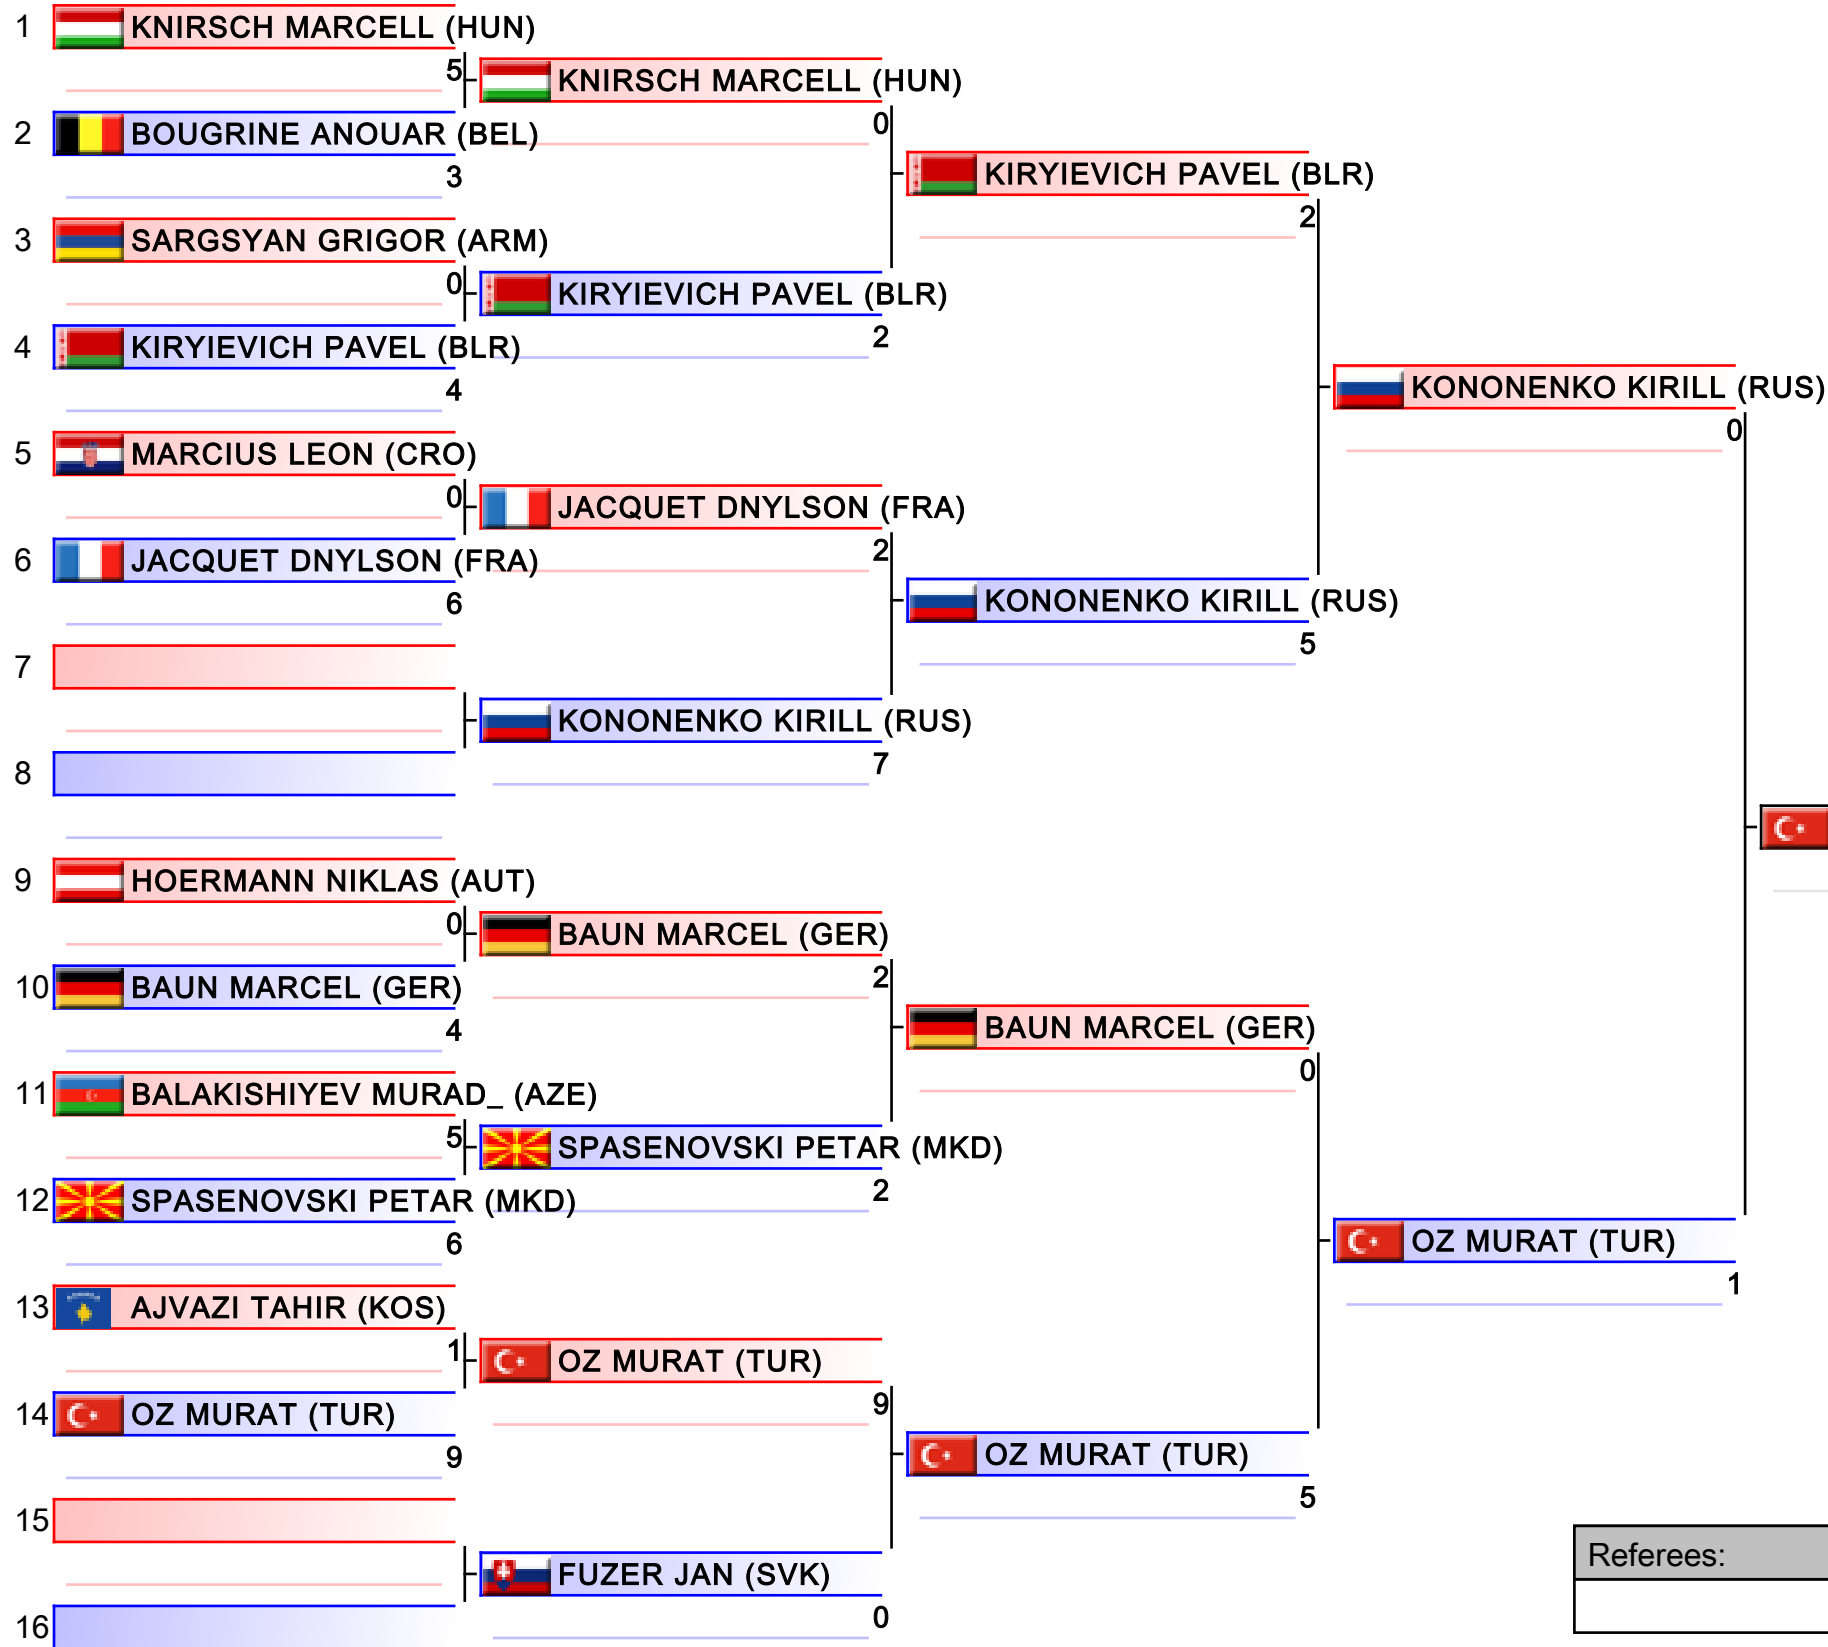 1 KNIRSCH MARCELL (HUN)
5
KNIRSCH MARCELL (HUN)
0
2 BOUGRINE ANOUAR (BEL)
3
KIRYIEVICH PAVEL (BLR)
2
3 SARGSYAN GRIGOR (ARM)
0
KIRYIEVICH PAVEL (BLR)
2
4 KIRYIEVICH PAVEL (BLR)
4
KONONENKO KIRILL (RUS)
0
5 MARCIUS LEON (CRO)
0
JACQUET DNYLSON (FRA)
2
6 JACQUET DNYLSON (FRA)
6
KONONENKO KIRILL (RUS)
5
7
KONONENKO KIRILL (RUS)
7
8
9 HOERMANN NIKLAS (AUT)
0
BAUN MARCEL (GER)
2
10 BAUN MARCEL (GER)
4
BAUN MARCEL (GER)
0
11 BALAKISHIYEV MURAD_ (AZE)
5
SPASENOVSKI PETAR (MKD)
2
12 SPASENOVSKI PETAR (MKD)
6
OZ MURAT (TUR)
1
13 AJVAZI TAHIR (KOS)
1
OZ MURAT (TUR)
9
14 OZ MURAT (TUR)
9
OZ MURAT (TUR)
5
15
FUZER JAN (SVK)
0
16
Referees: